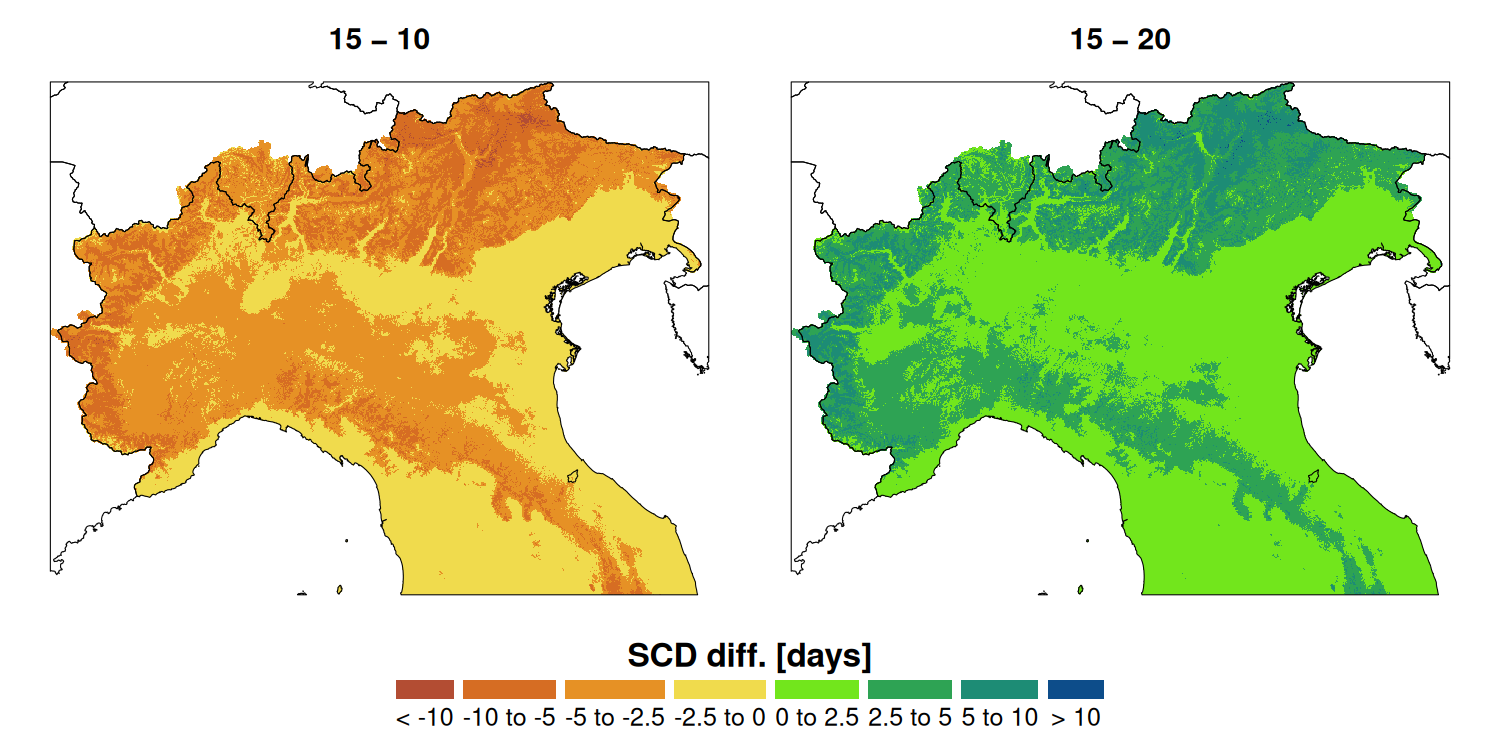 15 – 10
15 – 20
SCD diff. [days]
< -10 -10 to -5 -5 to -2.5 -2.5 to 0 0 to 2.5 2.5 to 5 5 to 10 > 10